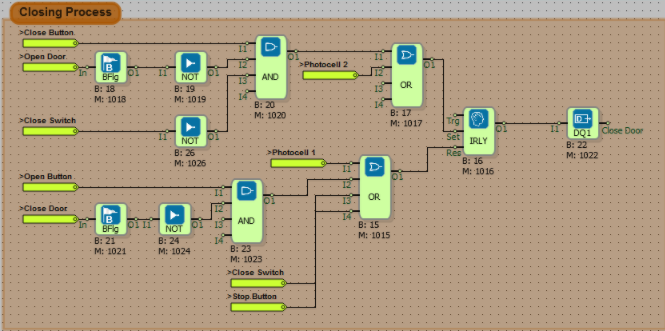 Closing Process
>Close Button
I1
>Open Door
I2
O1
>Photocell 2
I1
I2
O1
In
BFlg
O1
I1
NOT
O1
I3
AND
I3
OR
B: 18
M: 1018
B: 19
M: 1019
I4
B: 20
M: 1020
I4
B: 17
M: 1017
>Close Switch
I1
NOT
O1
B: 26
M: 1026
Trg
Set
Res
IRLY
O1
B: 16
M: 1016
I1
DQ1
Close Door
B: 22
M: 1022
>Photocell 1
I1
I2
O1
>Open Button
I1
>Close Door
I2
O1
I3
OR
In
BFlg
O1
I1
NOT
O1
I3
AND
I4
B: 21
M: 1021
B: 24
M: 1024
I4
B: 23
M: 1023
B: 15
M: 1015
>Close Switch
>Stop Button